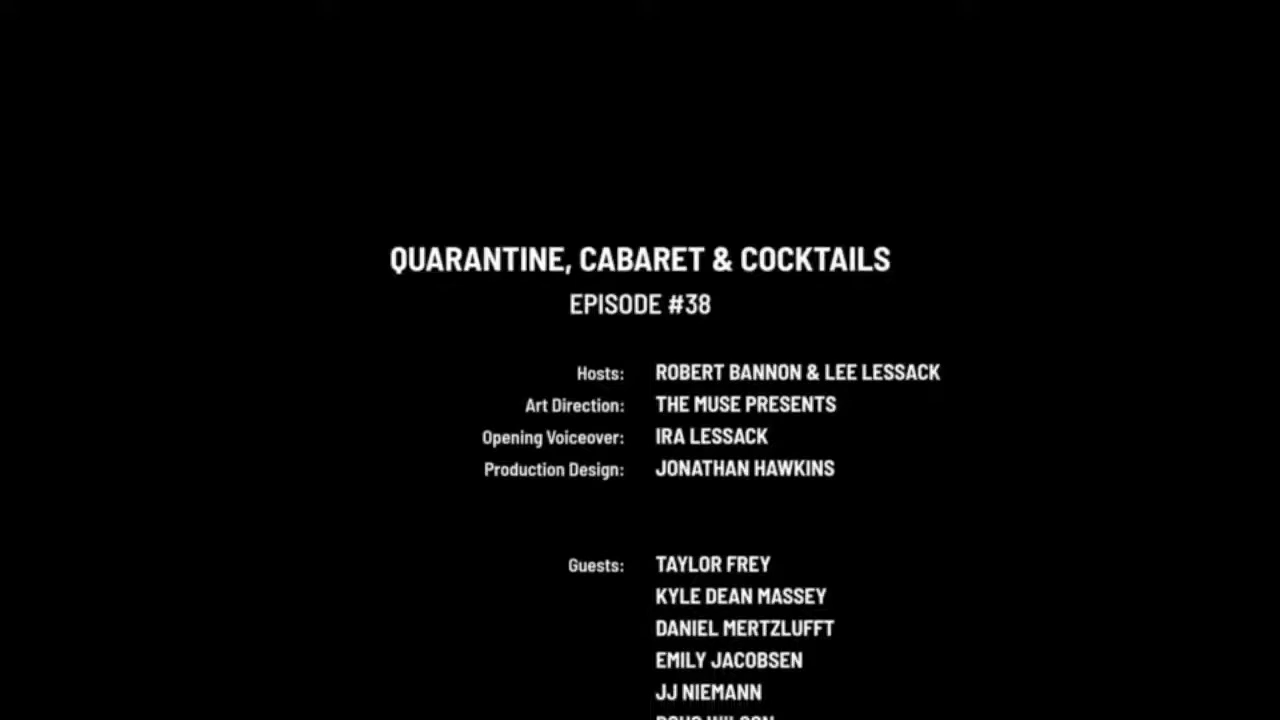 QUARANTINE, CABARET & COCKTAILS
EPISODE #38
Hosts: ROBERT BANNON & LEE LESSACK
Art Direction: THE MUSE PRESENTS
Opening Voiceover: IRA LESSACK
Production Design: JONATHAN HAWKINS
Guests: TAYLOR FREY
KYLE DEAN MASSEY
DANIEL MERTZLUFFT
EMILY JACOBSEN
JJ NIEMANN